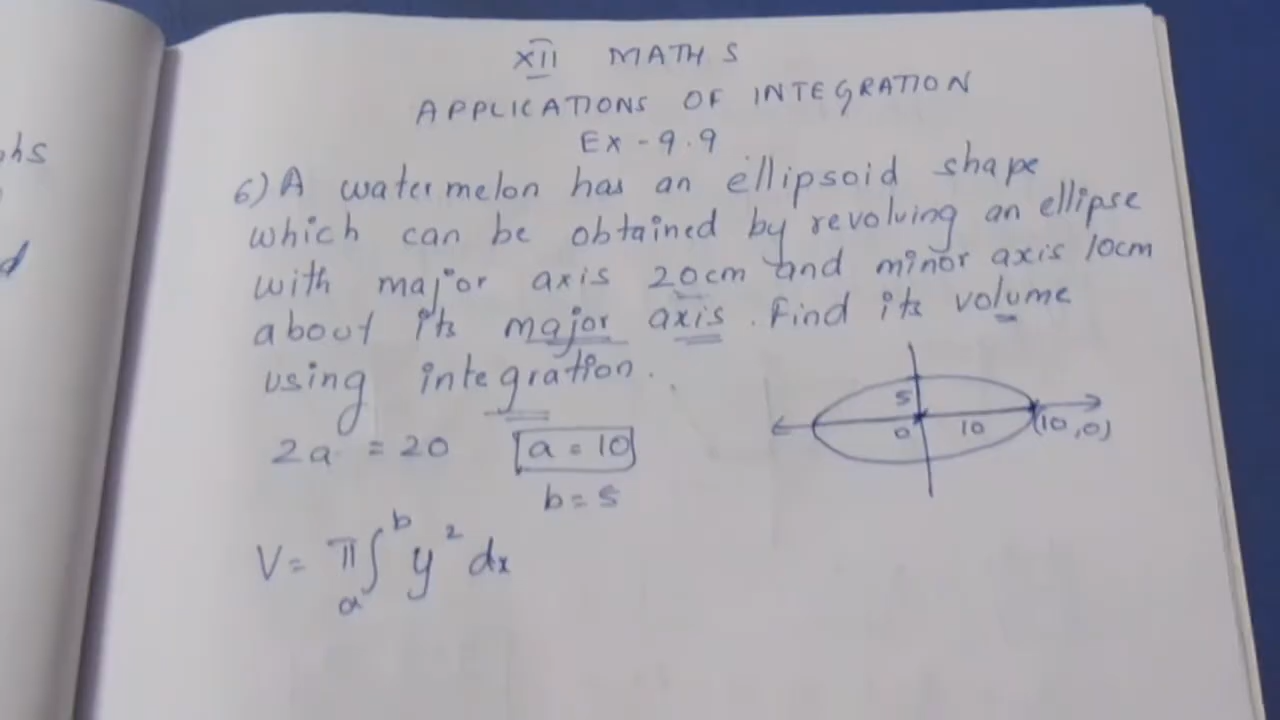 XII MATHS
APPLICATIONS OF INTEGRATION
Ex - 9.9
6) A watermelon has an ellipsoid shape
which can be obtained by revolving an ellipse
with major axis 20cm and minor axis 10cm
about its major axis. Find its volume
using integration.
2a = 20 a = 10
b = 5
V = π∫ₐᵇ y² dx
5
0 10 (10,0)
hs
d